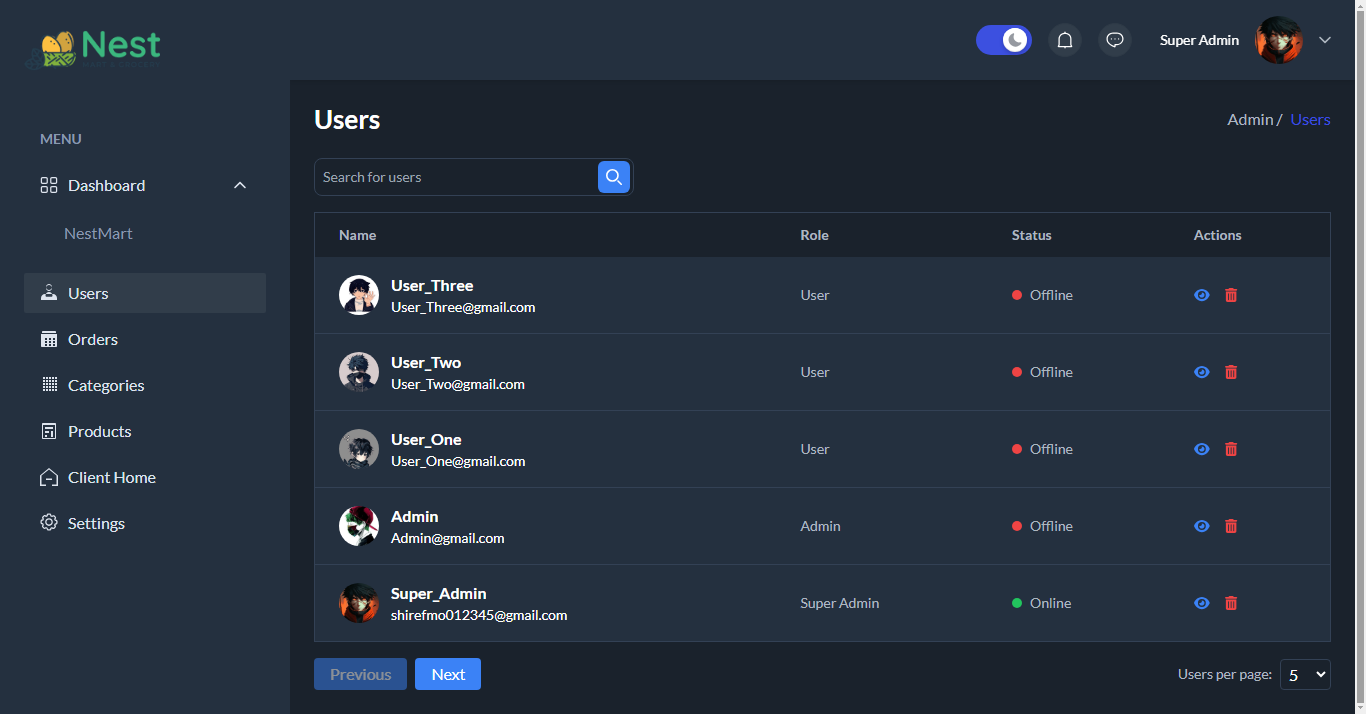 Nest
Super Admin
MENU
Dashboard
NestMart
Users
Orders
Categories
Products
Client Home
Settings
Users
Admin / Users
Search for users
Name Role Status Actions
User_Three
User_Three@gmail.com
User
Offline
User_Two
User_Two@gmail.com
User
Offline
User_One
User_One@gmail.com
User
Offline
Admin
Admin@gmail.com
Admin
Offline
Super_Admin
shirefmo012345@gmail.com
Super Admin
Online
Previous
Next
Users per page: 5